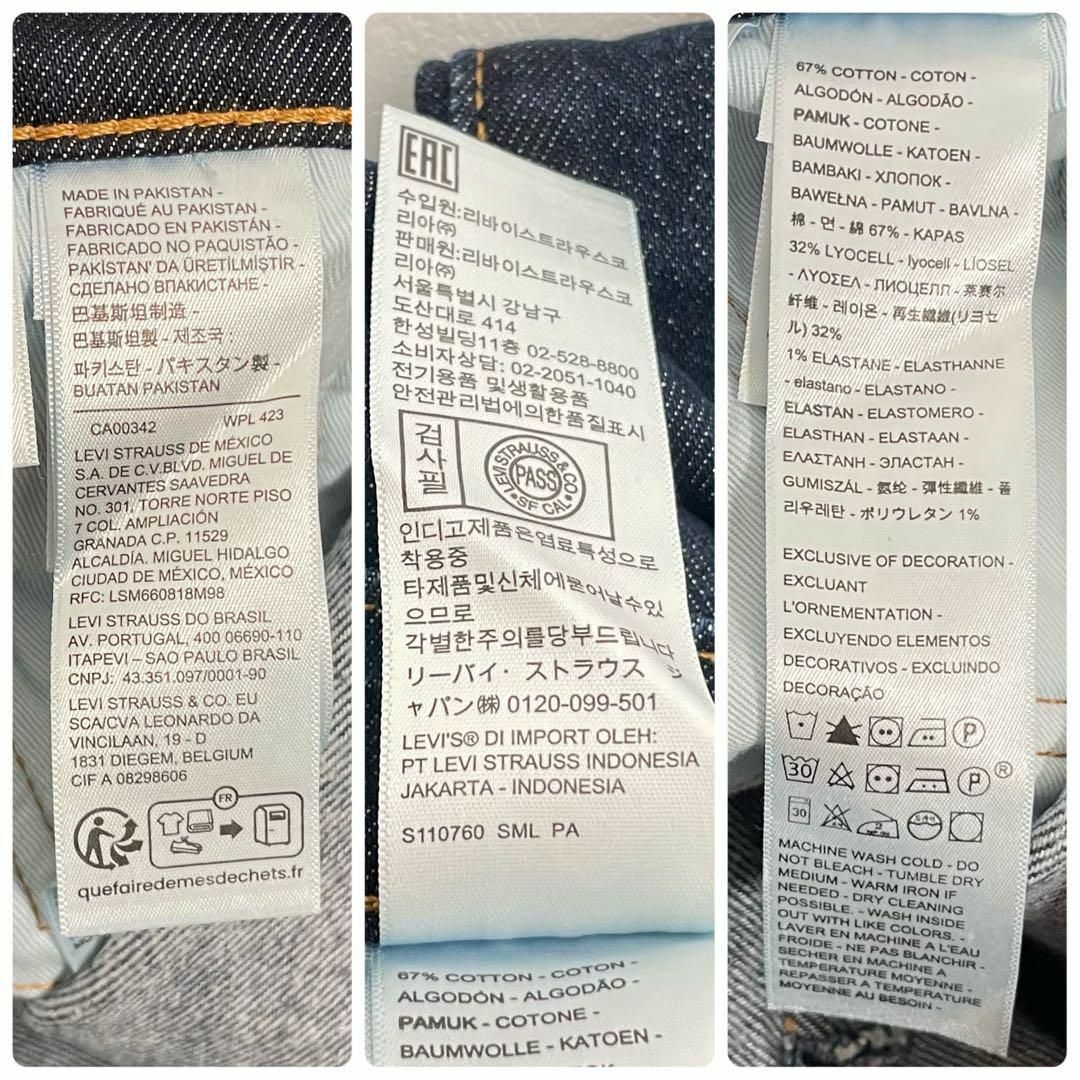 MADE IN PAKISTAN -
FABRIQUÉ AU PAKISTAN -
FABRICADO EN PAKISTÁN -
FABRICADO NO PAQUISTÃO -
PAKİSTAN' DA ÜRETİLMİŞTİR -
СДЕЛАНО ВПАКИСТАНЕ -
巴基斯坦制造 -
巴基斯坦製 - 제조국 :
파키스탄 - パキスタン製 -
BUATAN PAKISTAN
CA00342 WPL 423
LEVI STRAUSS DE MÉXICO
S.A. DE C.V.BLVD. MIGUEL DE
CERVANTES SAAVEDRA
NO. 301, TORRE NORTE PISO
7 COL. AMPLIACIÓN
GRANADA C.P. 11529
ALCALDÍA. MIGUEL HIDALGO
CIUDAD DE MÉXICO, MÉXICO
RFC: LSM660818M98
LEVI STRAUSS DO BRASIL
AV. PORTUGAL, 400 06690-110
ITAPEVI – SAO PAULO BRASIL
CNPJ: 43.351.097/0001-90
LEVI STRAUSS & CO. EU
SCA/CVA LEONARDO DA
VINCILAAN, 19 - D
1831 DIEGEM, BELGIUM
CIF A 08298606
FR
quefairedemesdechets.fr
EAC
수입원:리바이스트라우스코
리아㈜
판매원:리바이스트라우스코
리아㈜
서울특별시 강남구
도산대로 414
한성빌딩11층 02-528-8800
소비자상담: 02-2051-1040
전기용품 및생활용품
안전관리법에의한품질표시
검사필
LEVI STRAUSS & CO
PASS
SF CAL
인디고제품은염료특성으로
착용중
타제품및신체에묻어날수있
으므로
각별한주의를당부드립니다
リーバイ・ストラウス ジ
ャパン㈱ 0120-099-501
LEVI'S® DI IMPORT OLEH:
PT LEVI STRAUSS INDONESIA
JAKARTA - INDONESIA
S110760 SML PA
67% COTTON - COTON -
ALGODÓN - ALGODÃO -
PAMUK - COTONE -
BAUMWOLLE - KATOEN -
67% COTTON - COTON -
ALGODÓN - ALGODÃO -
PAMUK - COTONE -
BAUMWOLLE - KATOEN -
ΒΑΜΒΑΚΙ - ХЛОПОК -
BAWEŁNA - PAMUT - BAVLNA -
棉 - 면 - 綿 67% - KAPAS
32% LYOCELL - lyocell - LİOSEL
- ΛΥΟΣΕΛ - ЛИОЦЕЛЛ - 莱赛尔
纤维 - 레이온 - 再生纖維(リヨセ
ル) 32%
1% ELASTANE - ELASTHANNE
- elastano - ELASTANO -
ELASTAN - ELASTOMERO -
ELASTHAN - ELASTAAN -
ΕΛΑΣΤΑΝΗ - ЭЛАСТАН -
GUMISZÁL - 氨纶 - 彈性纖維 - 폴
리우레탄 - ポリウレタン 1%
EXCLUSIVE OF DECORATION -
EXCLUANT
L'ORNEMENTATION -
EXCLUYENDO ELEMENTOS
DECORATIVOS - EXCLUINDO
DECORAÇÃO
P
30 P ®
30
MACHINE WASH COLD - DO
NOT BLEACH - TUMBLE DRY
MEDIUM - WARM IRON IF
NEEDED - DRY CLEANING
POSSIBLE. - WASH INSIDE
OUT WITH LIKE COLORS. -
LAVER EN MACHINE A L'EAU
FROIDE - NE PAS BLANCHIR -
SECHER EN MACHINE A
TEMPERATURE MOYENNE -
REPASSER A TEMPERATURE
MOYENNE AU BESOIN -